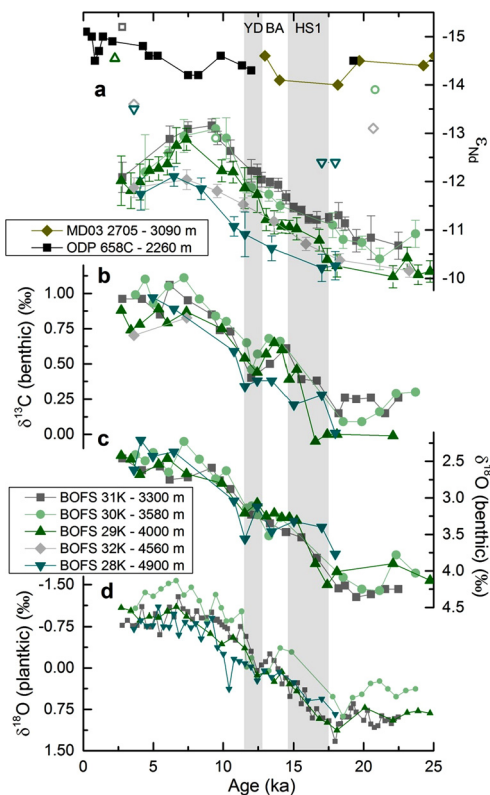 YD BA HS1
-15
-14
a
-13
εNd
-12
-11
-10
MD03 2705 - 3090 m
ODP 658C - 2260 m
b
1.00
0.75
0.50
0.25
0.00
δ13C (benthic) (‰)
c
2.5
3.0
3.5
4.0
4.5
δ18O (benthic) (‰)
BOFS 31K - 3300 m
BOFS 30K - 3580 m
BOFS 29K - 4000 m
BOFS 32K - 4560 m
BOFS 28K - 4900 m
d
-1.50
-0.75
0.00
0.75
1.50
δ18O (plantkic) (‰)
0 5 10 15 20 25
Age (ka)